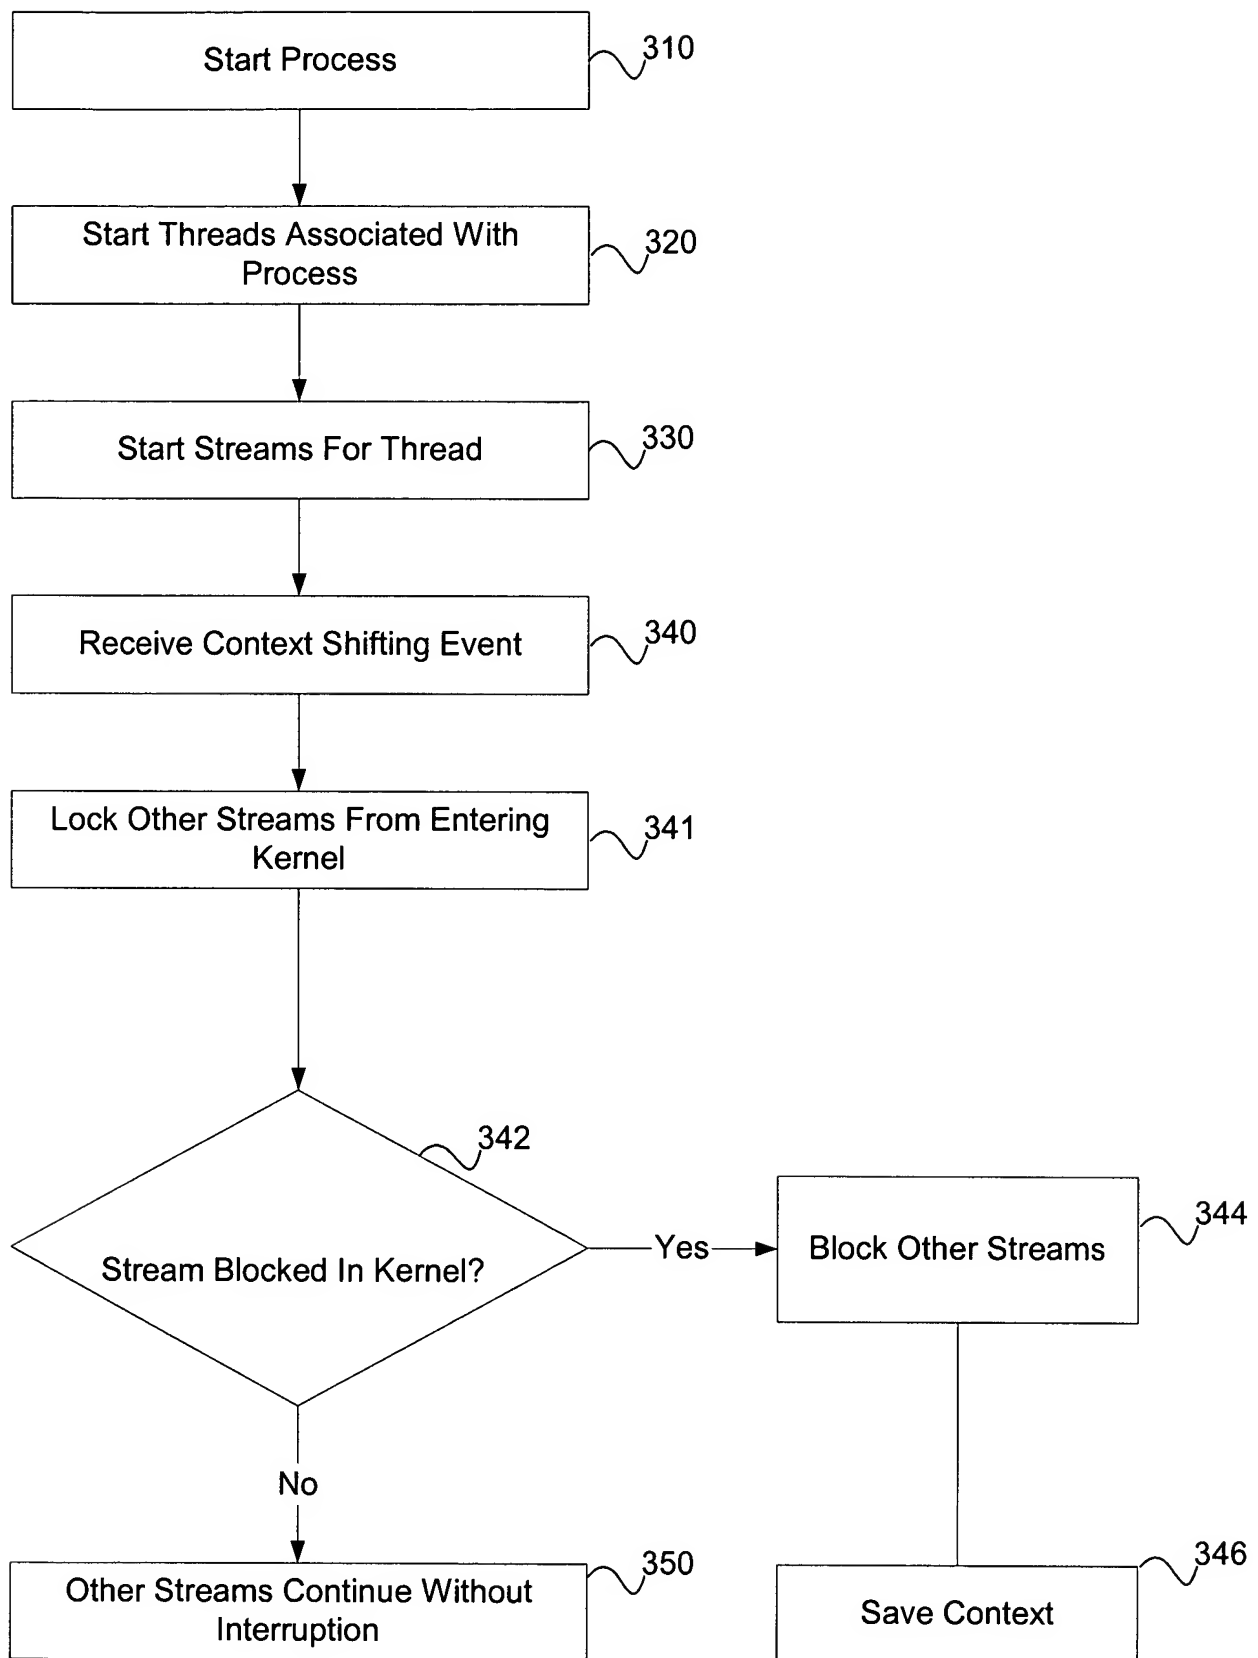 Start Process
310
Start Threads Associated With
Process
320
Start Streams For Thread
330
Receive Context Shifting Event
340
Lock Other Streams From Entering
Kernel
341
342
Stream Blocked In Kernel?
Yes
Block Other Streams
344
No
Other Streams Continue Without
Interruption
350
Save Context
346